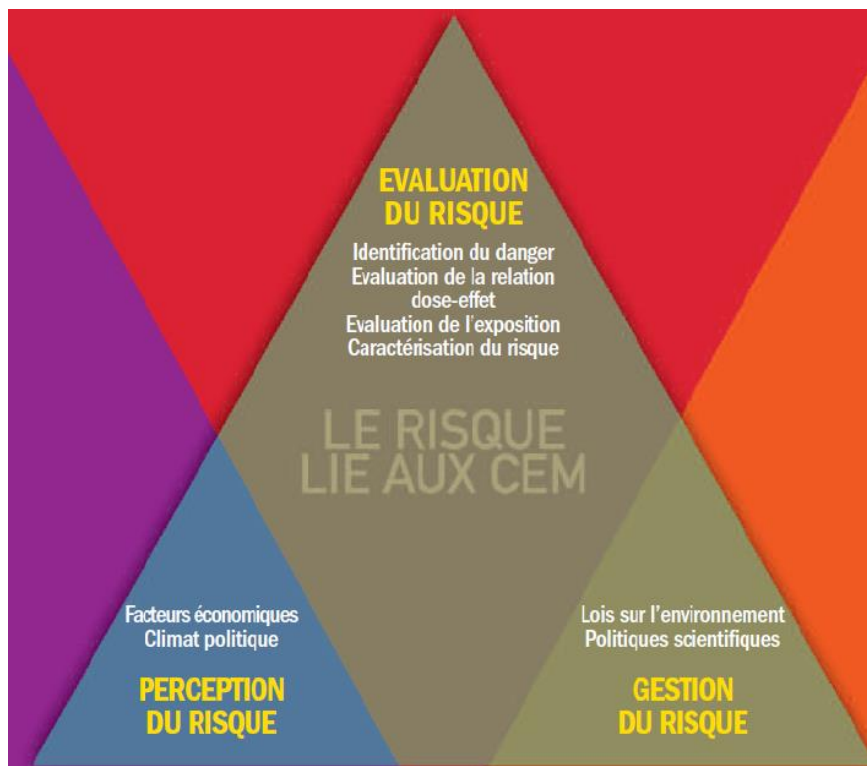 EVALUATION
DU RISQUE
Identification du danger
Evaluation de la relation
dose-effet
Evaluation de l'exposition
Caractérisation du risque
LE RISQUE
LIE AUX CEM
Facteurs économiques
Climat politique
PERCEPTION
DU RISQUE
Lois sur l'environnement
Politiques scientifiques
GESTION
DU RISQUE